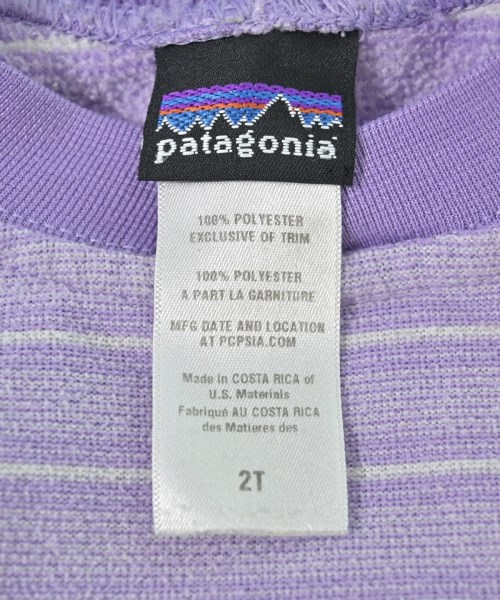 patagonia
100% POLYESTER
EXCLUSIVE OF TRIM
100% POLYESTER
A PART LA GARNITURE
MFG DATE AND LOCATION
AT PCPSIA.COM
Made in COSTA RICA of
U.S. Materials
Fabriqué AU COSTA RICA
des Matieres des
2T